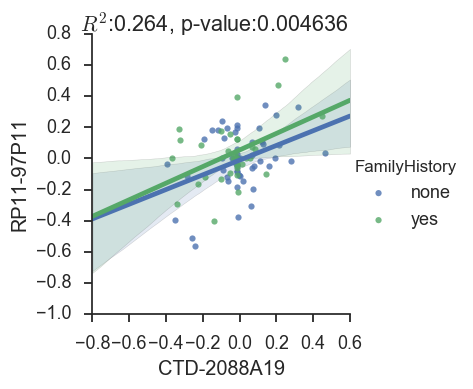 R²:0.264, p-value:0.004636
0.8
0.6
0.4
0.2
0.0
−0.2
−0.4
−0.6
−0.8
−1.0
RP11-97P11
−0.8−0.6−0.4−0.2 0.0 0.2 0.4 0.6
CTD-2088A19
FamilyHistory
none
yes